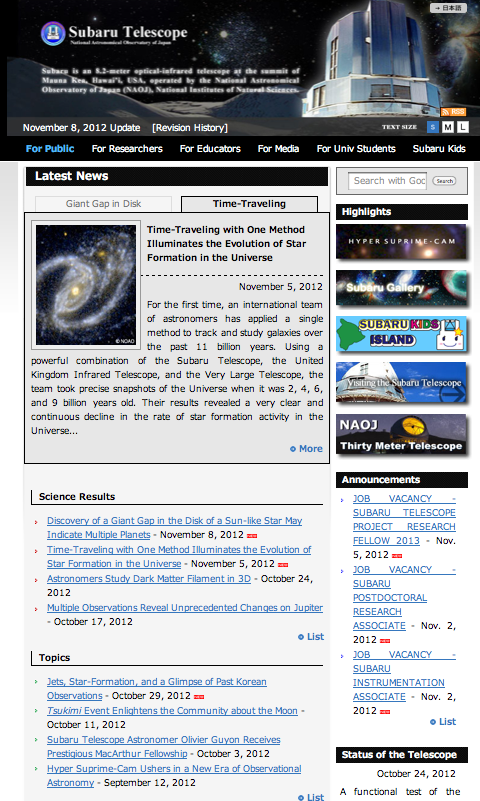 → 日本語
Subaru Telescope
National Astronomical Observatory of Japan
Subaru is an 8.2-meter optical-infrared telescope at the summit of
Mauna Kea, Hawai'i, USA, operated by the National Astronomical
Observatory of Japan (NAOJ), National Institutes of Natural Sciences.
RSS
November 8, 2012 Update [Revision History]
TEXT SIZE S M L
For Public For Researchers For Educators For Media For Univ Students Subaru Kids
Latest News
Giant Gap in Disk
Time-Traveling
Time-Traveling with One Method
Illuminates the Evolution of Star
Formation in the Universe
November 5, 2012
© NOAO
For the first time, an international team
of astronomers has applied a single
method to track and study galaxies over
the past 11 billion years. Using a
powerful combination of the Subaru Telescope, the United
Kingdom Infrared Telescope, and the Very Large Telescope, the
team took precise snapshots of the Universe when it was 2, 4, 6,
and 9 billion years old. Their results revealed a very clear and
continuous decline in the rate of star formation activity in the
Universe...
More
Science Results
Discovery of a Giant Gap in the Disk of a Sun-like Star May
Indicate Multiple Planets - November 8, 2012
Time-Traveling with One Method Illuminates the Evolution of
Star Formation in the Universe - November 5, 2012
Astronomers Study Dark Matter Filament in 3D - October 24,
2012
Multiple Observations Reveal Unprecedented Changes on Jupiter
- October 17, 2012
List
Topics
Jets, Star-Formation, and a Glimpse of Past Korean
Observations - October 29, 2012
Tsukimi Event Enlightens the Community about the Moon -
October 11, 2012
Subaru Telescope Astronomer Olivier Guyon Receives
Prestigious MacArthur Fellowship - October 3, 2012
Hyper Suprime-Cam Ushers in a New Era of Observational
Astronomy - September 12, 2012
List
Search with Goo
Search
Highlights
HYPER SUPRIME-CAM
Subaru Gallery
SUBARU KIDS
ISLAND
Visiting the Subaru Telescope
NAOJ
Thirty Meter Telescope
Announcements
JOB VACANCY -
SUBARU TELESCOPE
PROJECT RESEARCH
FELLOW 2013 - Nov.
5, 2012
JOB VACANCY -
SUBARU
POSTDOCTORAL
RESEARCH
ASSOCIATE - Nov. 2,
2012
JOB VACANCY -
SUBARU
INSTRUMENTATION
ASSOCIATE - Nov. 2,
2012
List
Status of the Telescope
October 24, 2012
A functional test of the